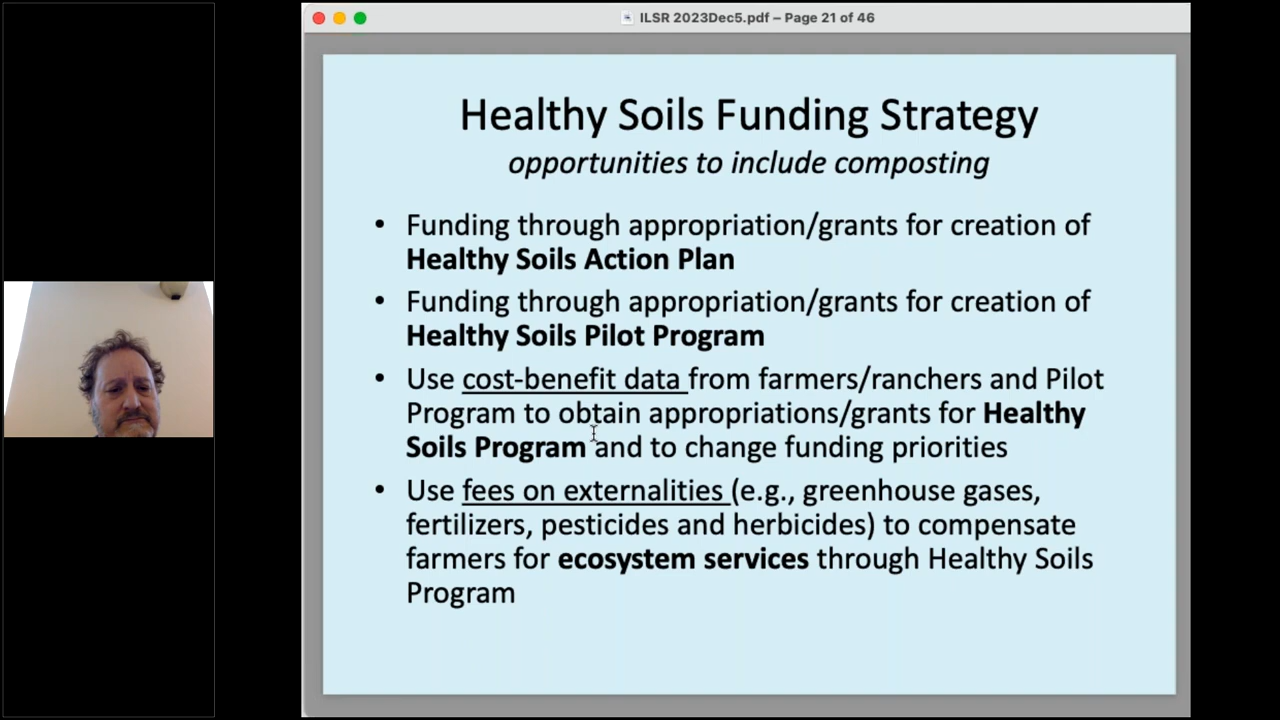 ILSR 2023Dec5.pdf – Page 21 of 46
Healthy Soils Funding Strategy
opportunities to include composting
• Funding through appropriation/grants for creation of
Healthy Soils Action Plan
• Funding through appropriation/grants for creation of
Healthy Soils Pilot Program
• Use cost-benefit data from farmers/ranchers and Pilot
Program to obtain appropriations/grants for Healthy
Soils Program and to change funding priorities
• Use fees on externalities (e.g., greenhouse gases,
fertilizers, pesticides and herbicides) to compensate
farmers for ecosystem services through Healthy Soils
Program